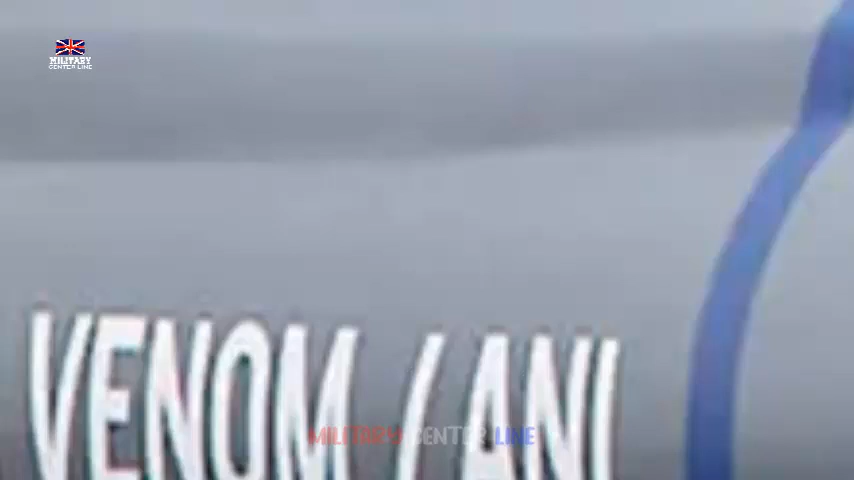 MILITARY
CENTER LINE
VENOM / ANI
MILITARY CENTER LINE